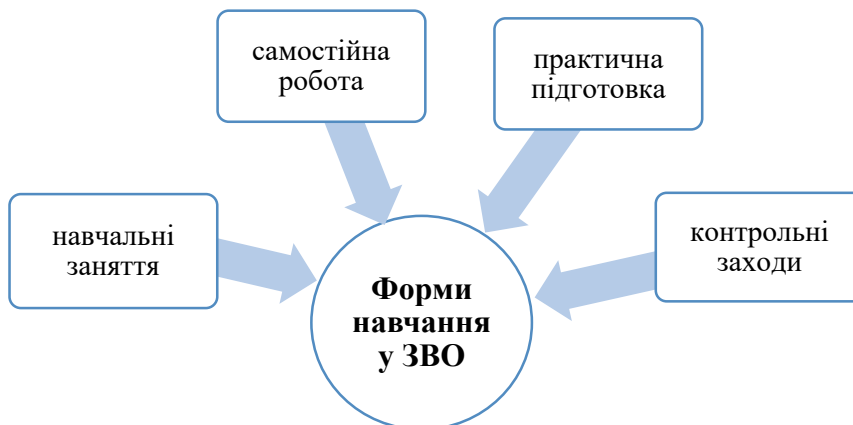 самостійна
робота
практична
підготовка
навчальні
заняття
контрольні
заходи
Форми
навчання
у ЗВО